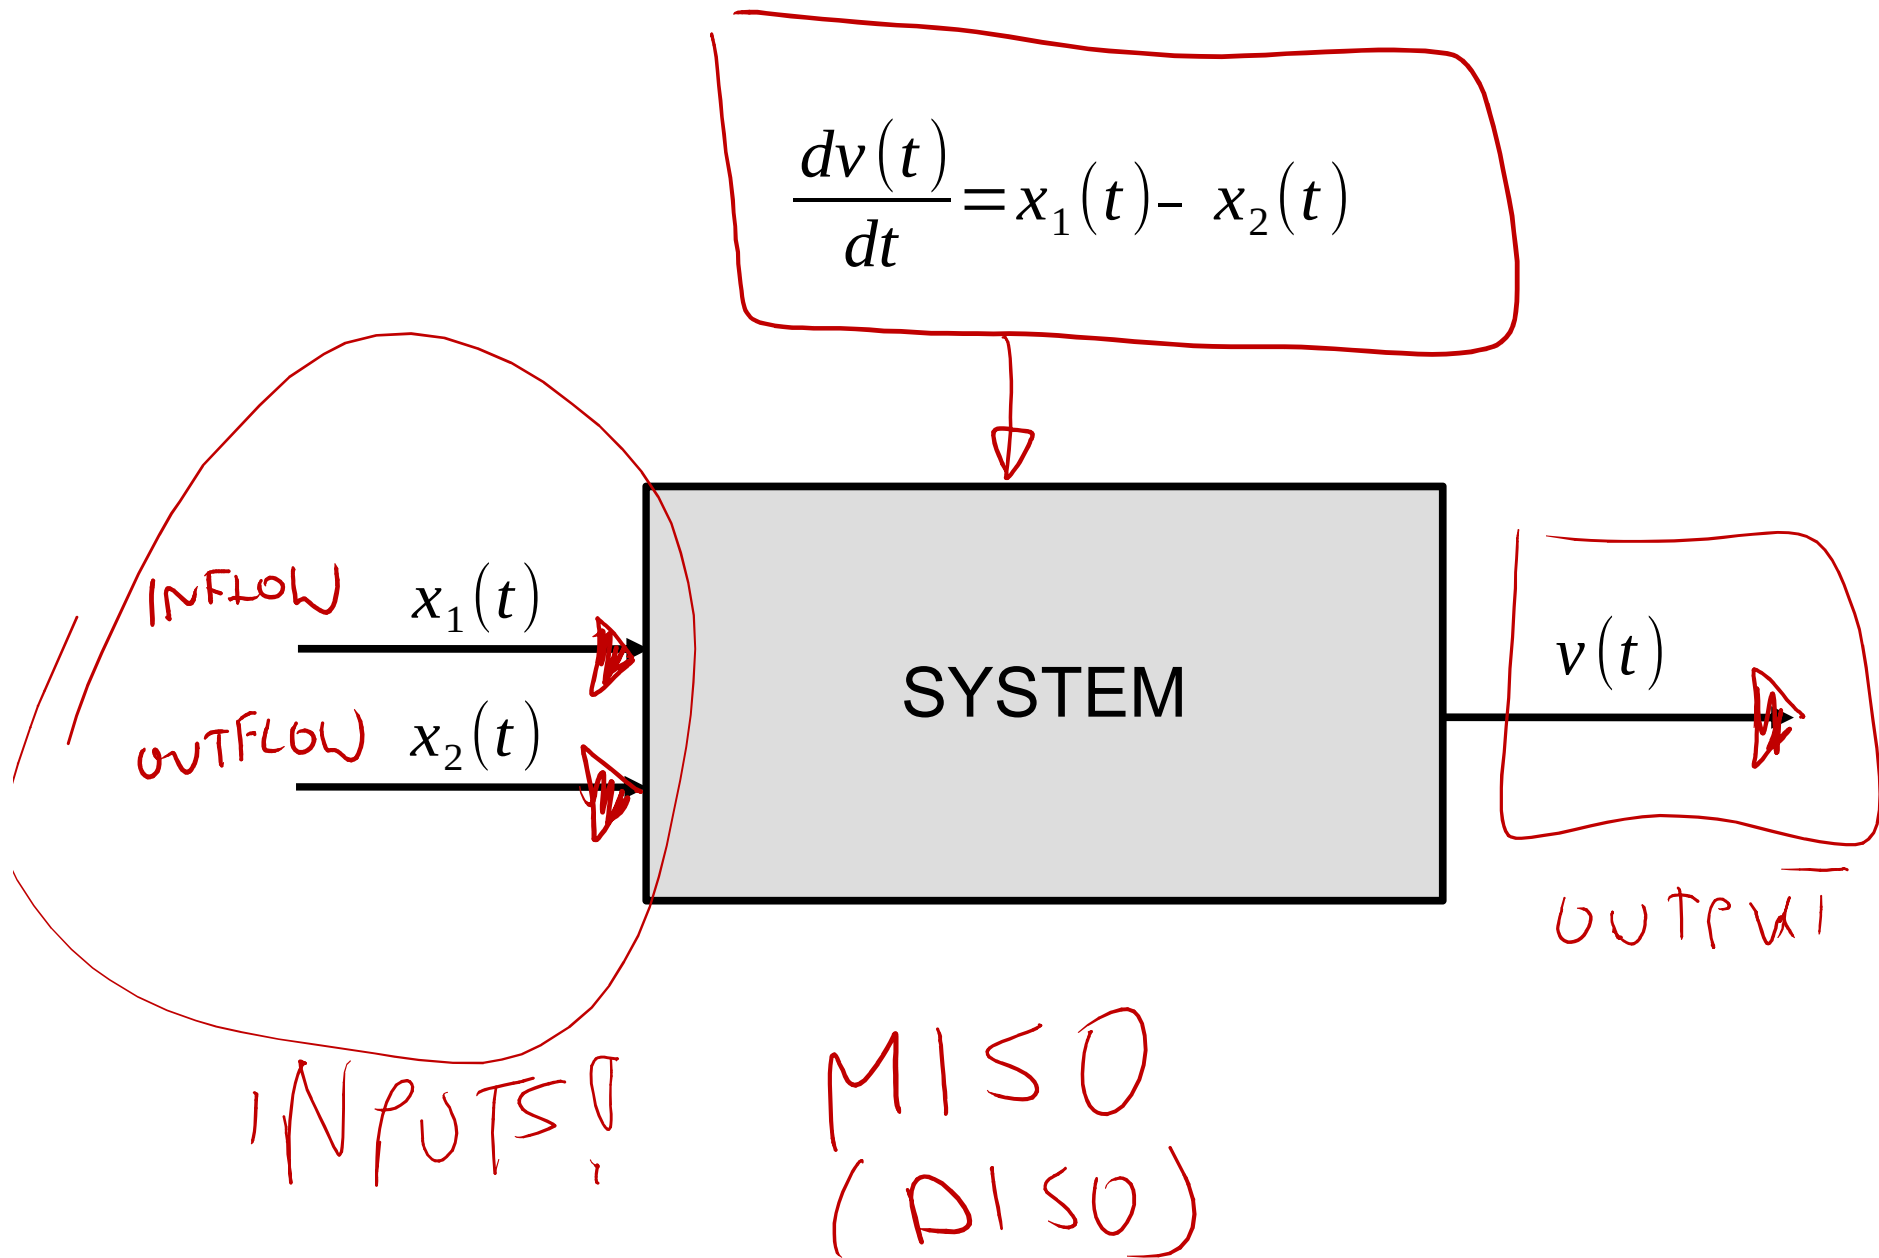 dv(t)/dt = x₁(t) – x₂(t)
INFLOW x₁(t)
OUTFLOW x₂(t)
SYSTEM
v(t)
OUTPUT
INPUTS!
MISO
(DISO)